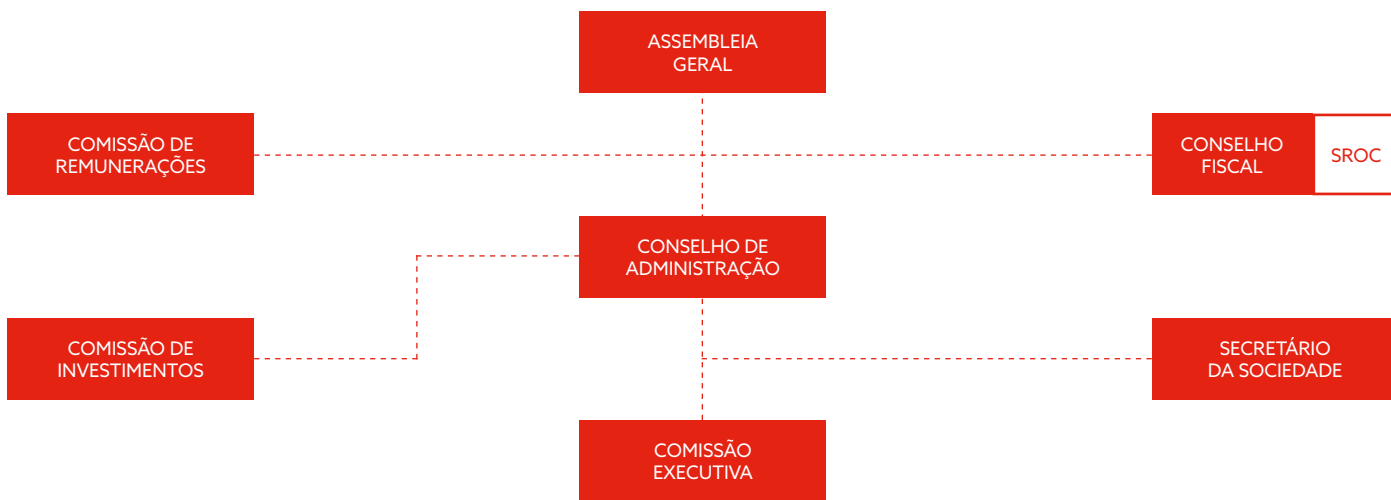 ASSEMBLEIA
GERAL
COMISSÃO DE
REMUNERAÇÕES
CONSELHO
FISCAL
SROC
CONSELHO DE
ADMINISTRAÇÃO
COMISSÃO DE
INVESTIMENTOS
SECRETÁRIO
DA SOCIEDADE
COMISSÃO
EXECUTIVA